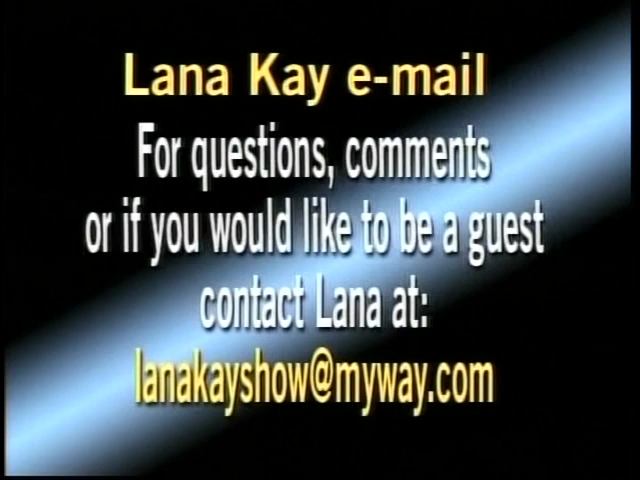 Lana Kay e-mail
For questions, comments
or if you would like to be a guest
contact Lana at:
lanakayshow@myway.com